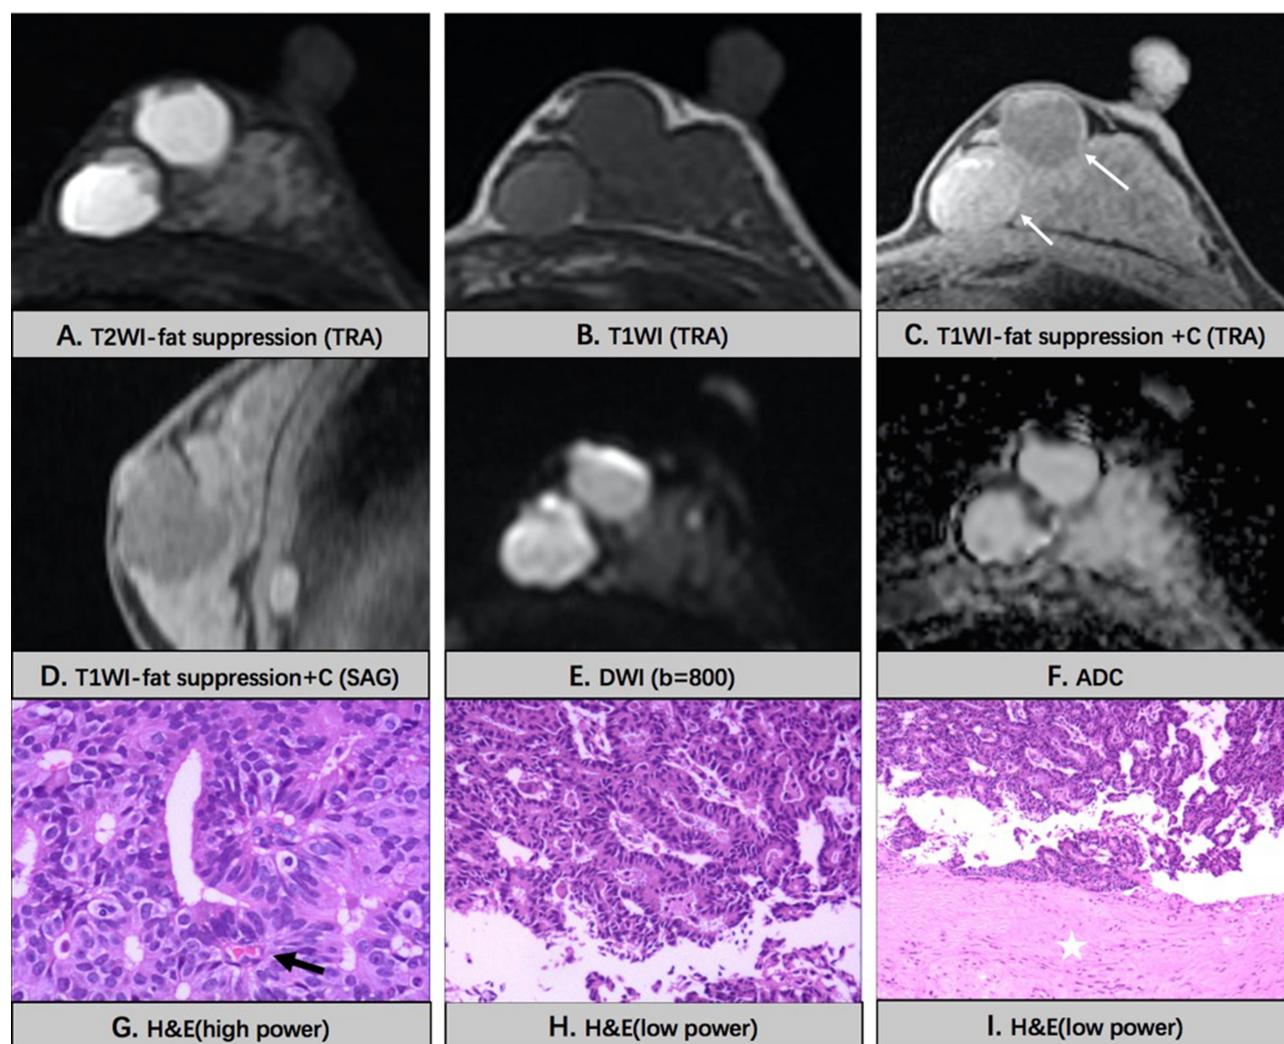 A. T2WI-fat suppression (TRA)
B. T1WI (TRA)
C. T1WI-fat suppression +C (TRA)
D. T1WI-fat suppression+C (SAG)
E. DWI (b=800)
F. ADC
G. H&E(high power)
H. H&E(low power)
I. H&E(low power)